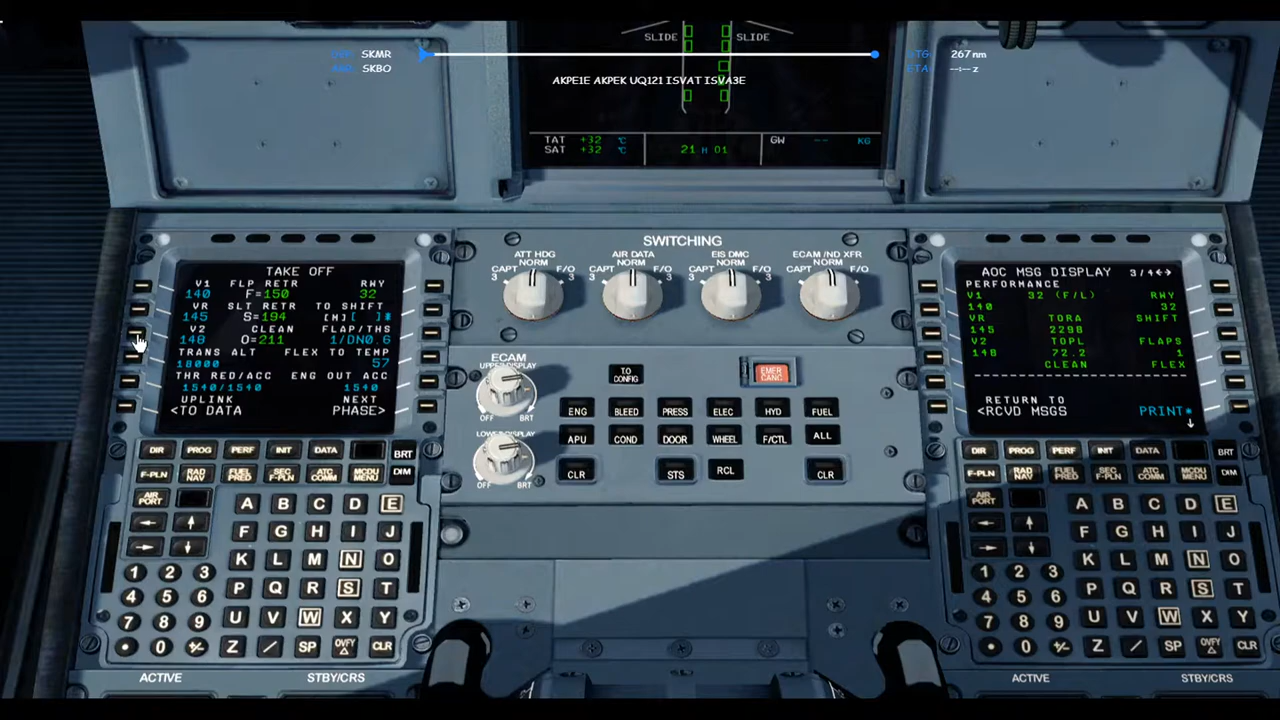 SKMR
267 nm
SKBO
--:-- z
AKPE1E AKPEK UQ121 ISVAT ISVA3E
SLIDE SLIDE
TAT +32 °C
SAT +32 °C
21 H 01
GW -- KG
TAKE OFF
V1 FLP RETR RWY
140 F=150 32
VR SLT RETR TO SHIFT
145 S=194 [M][ ]*
V2 CLEAN FLAP/THS
148 O=211 1/DN0.6
TRANS ALT FLEX TO TEMP
18000 57
THR RED/ACC ENG OUT ACC
1540/1540 1540
UPLINK NEXT
<TO DATA PHASE>
SWITCHING
ATT HDG AIR DATA EIS DMC ECAM /ND XFR
NORM NORM NORM NORM
CAPT F/O CAPT F/O CAPT F/O CAPT F/O
3 3 3 3 3 3
ECAM
UPPER DISPLAY
OFF BRT
LOWER DISPLAY
OFF BRT
TO CONFIG
EMER CANC
ENG BLEED PRESS ELEC HYD FUEL
APU COND DOOR WHEEL F/CTL ALL
CLR STS RCL CLR
AOC MSG DISPLAY 3/4↔
PERFORMANCE
V1 32 (F/L) RWY
140 32
VR TORA SHIFT
145 2298
V2 TOPL FLAPS
148 72.2 1
CLEAN FLEX
RETURN TO
<RCVD MSGS PRINT*
↓
DIR PROG PERF INIT DATA BRT
F-PLN RAD NAV FUEL PRED SEC F-PLN ATC COMM MCDU MENU DIM
AIR PORT
← ↑
→ ↓
A B C D E
F G H I J
K L M N O
P Q R S T
U V W X Y
Z / SP OVFY △ CLR
1 2 3
4 5 6
7 8 9
• 0 +/-
DIR PROG PERF INIT DATA BRT
F-PLN RAD NAV FUEL PRED SEC F-PLN ATC COMM MCDU MENU DIM
AIR PORT
← ↑
→ ↓
A B C D E
F G H I J
K L M N O
P Q R S T
U V W X Y
Z / SP OVFY △ CLR
1 2 3
4 5 6
7 8 9
• 0 +/-
ACTIVE STBY/CRS
ACTIVE STBY/CRS